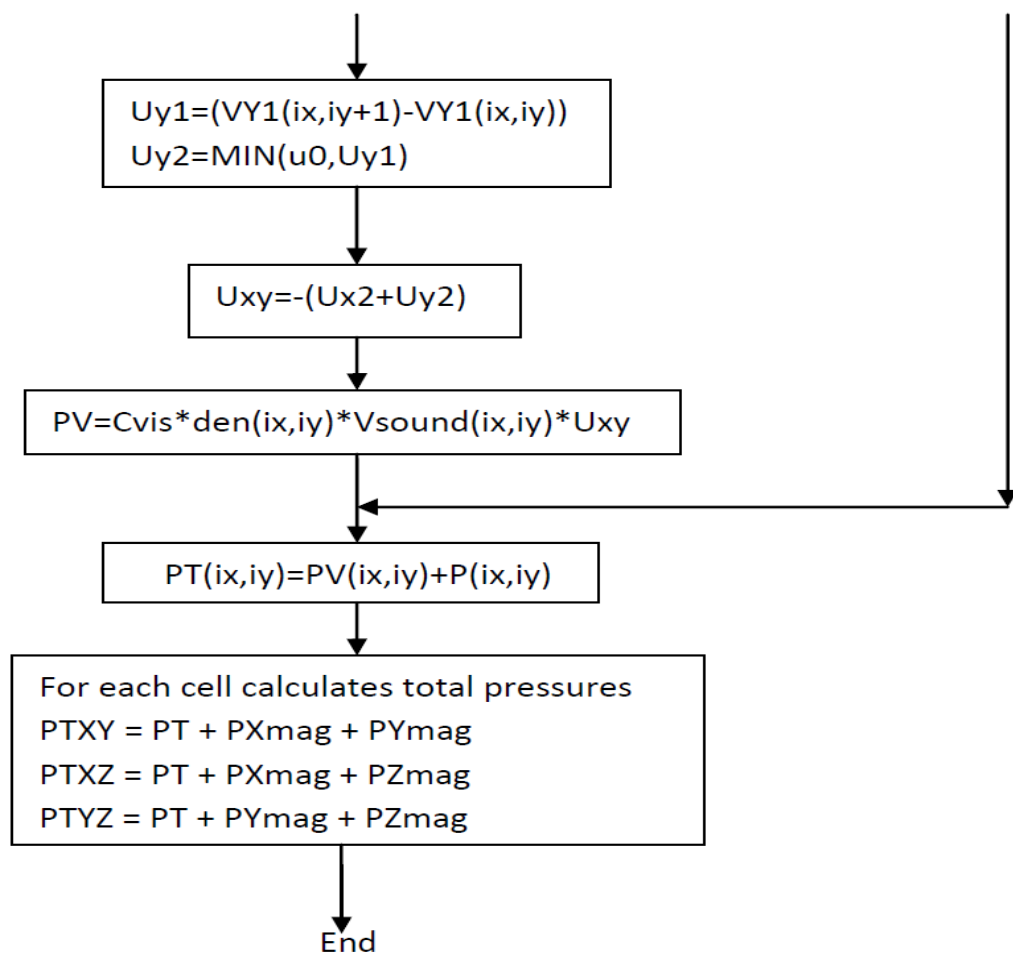 Uy1=(VY1(ix,iy+1)-VY1(ix,iy))
Uy2=MIN(u0,Uy1)
Uxy=-(Ux2+Uy2)
PV=Cvis*den(ix,iy)*Vsound(ix,iy)*Uxy
PT(ix,iy)=PV(ix,iy)+P(ix,iy)
For each cell calculates total pressures
PTXY = PT + PXmag + PYmag
PTXZ = PT + PXmag + PZmag
PTYZ = PT + PYmag + PZmag
End